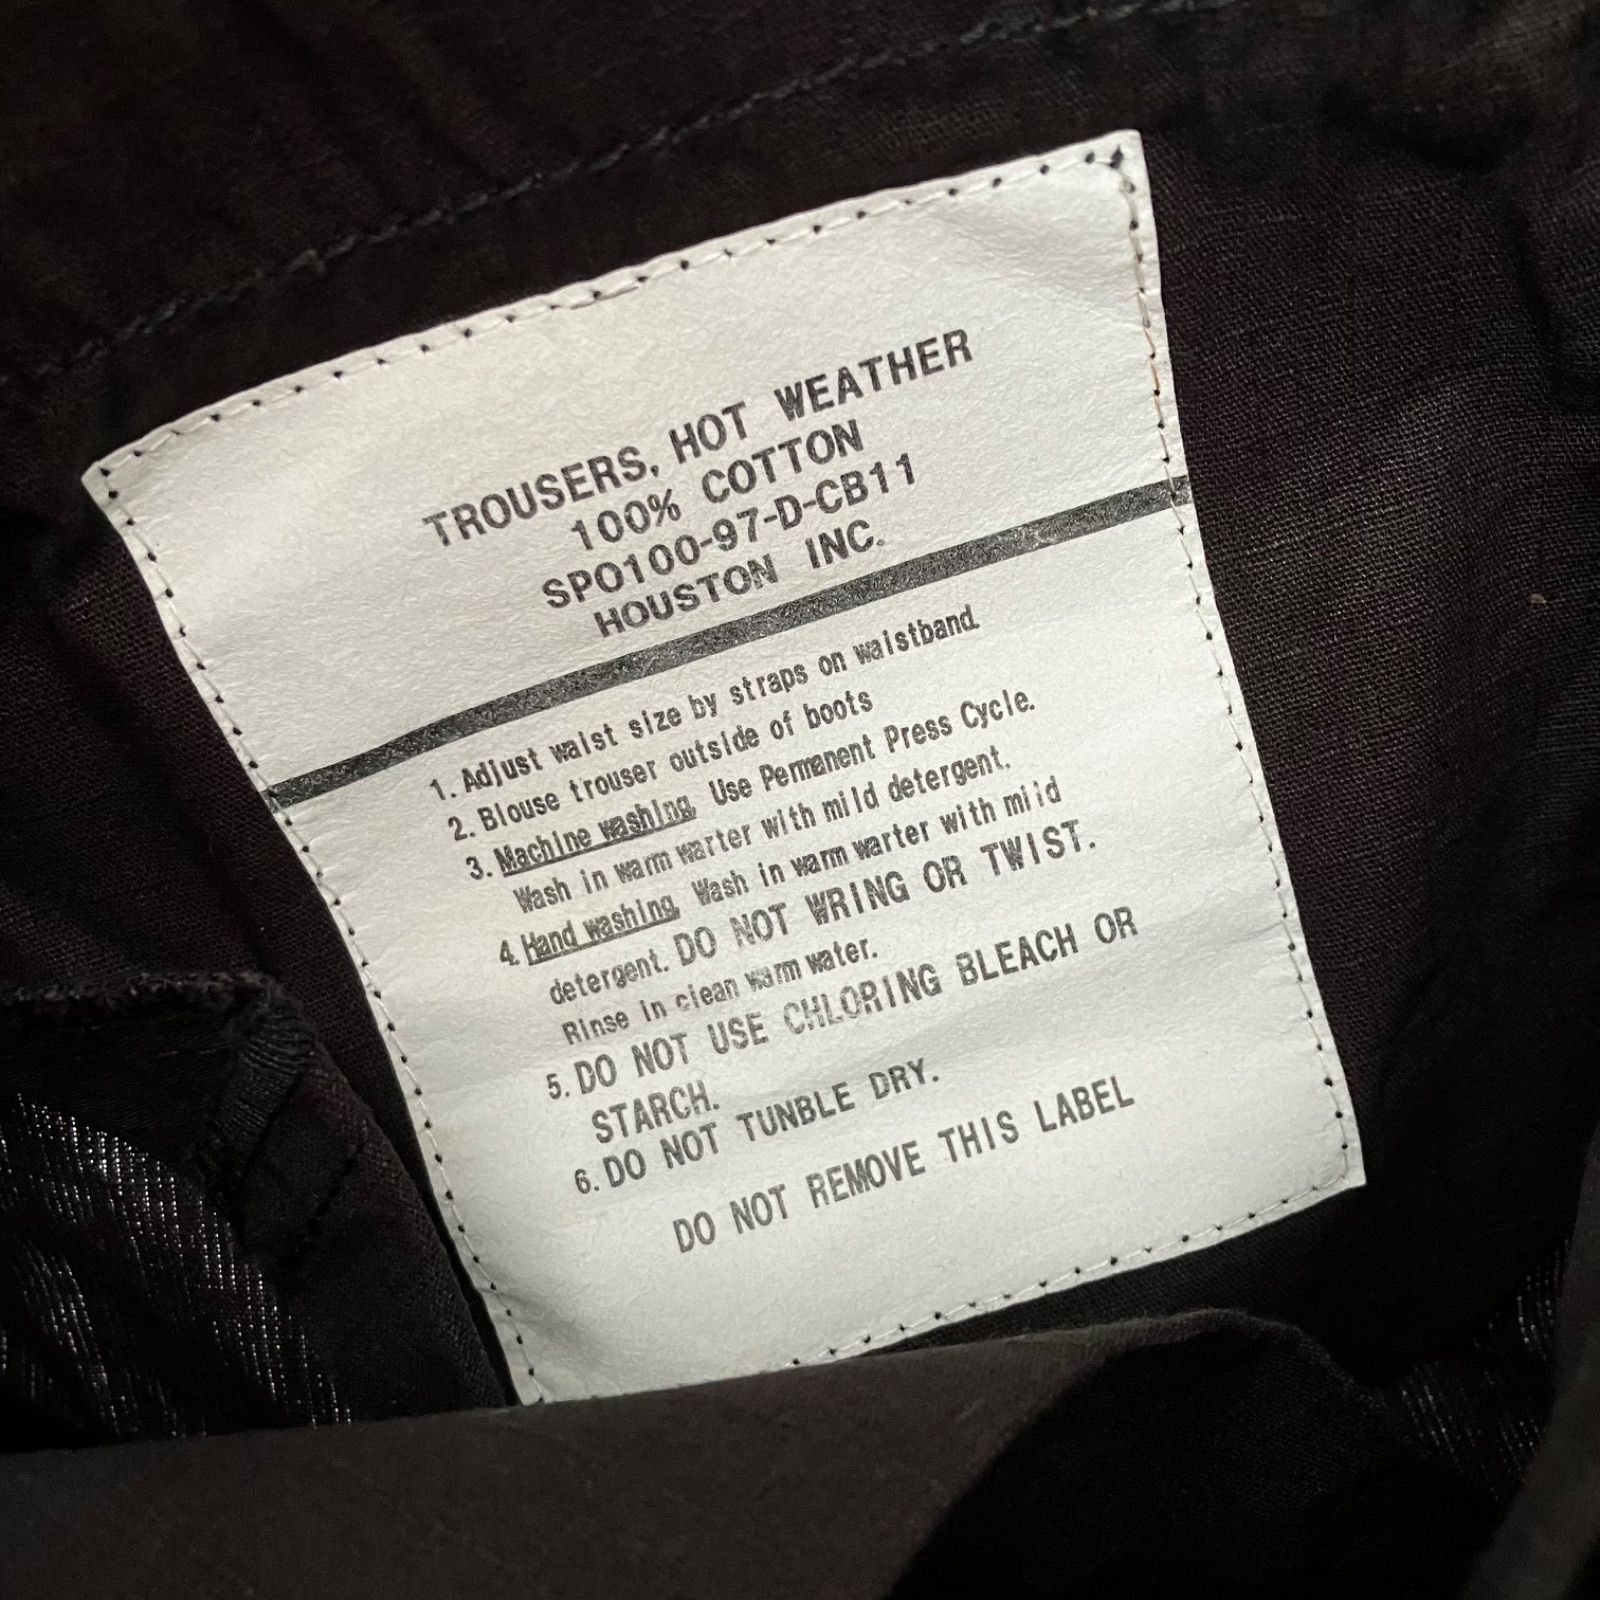 TROUSERS, HOT WEATHER
100% COTTON
SPO100-97-D-CB11
HOUSTON INC.
1. Adjust waist size by straps on waistband.
2. Blouse trouser outside of boots
3. Machine washing. Use Permanent Press Cycle.
Wash in warm warter with mild detergent.
4. Hand washing. Wash in warm warter with mild
detergent. DO NOT WRING OR TWIST.
Rinse in clean warm water.
5. DO NOT USE CHLORING BLEACH OR
STARCH.
6. DO NOT TUNBLE DRY.
DO NOT REMOVE THIS LABEL